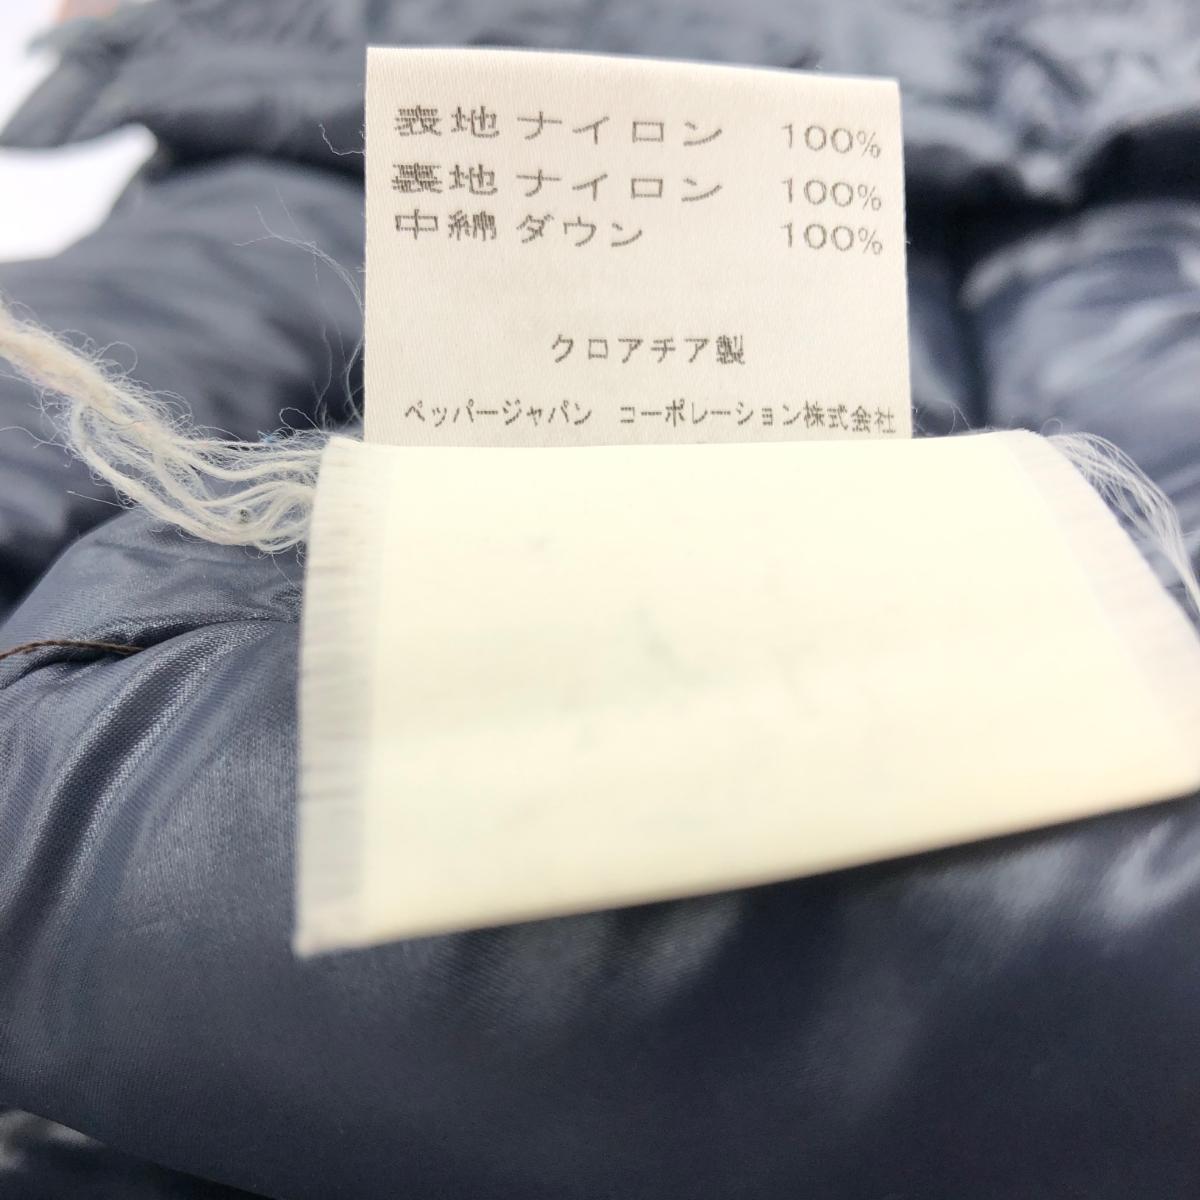 表地 ナイロン 100%
裏地 ナイロン 100%
中綿 ダウン 100%
クロアチア製
ペッパージャパン コーポレーション株式会社